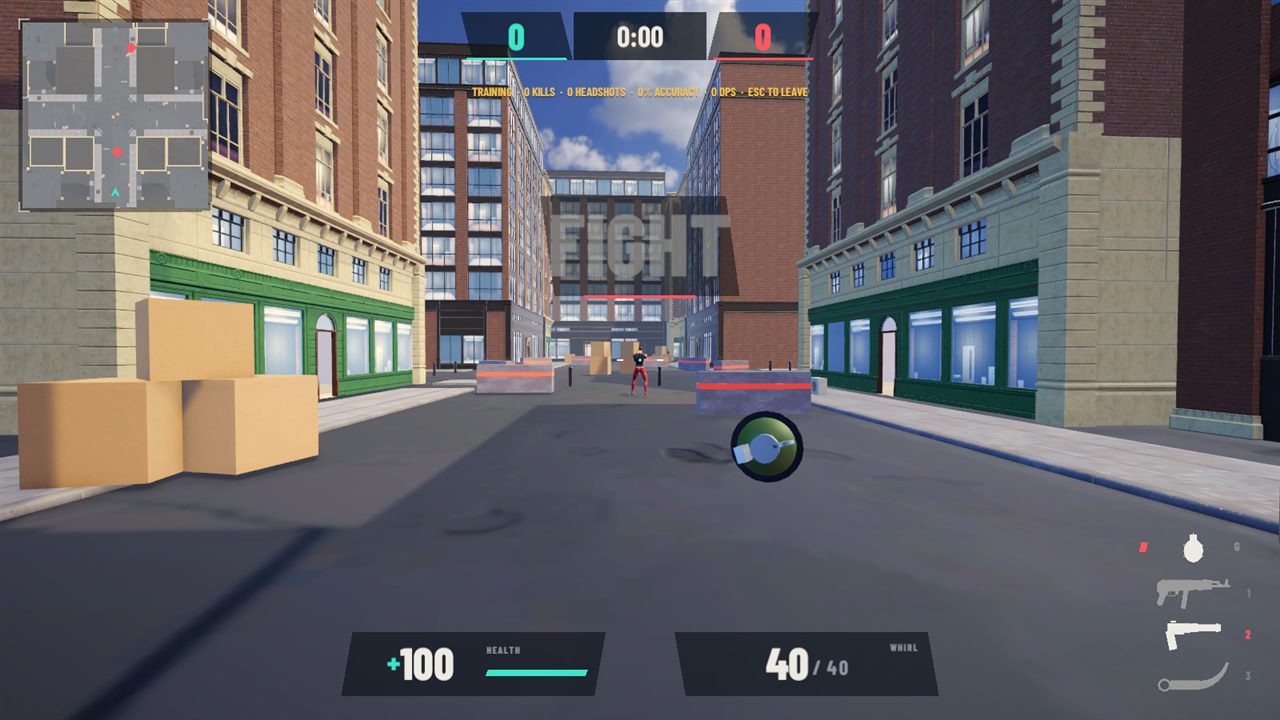 0
0:00
0
TRAINING · 0 KILLS · 0 HEADSHOTS · 0% ACCURACY · 0 DPS · ESC TO LEAVE
FIGHT
G
1
2
3
+100
HEALTH
40 / 40
WHIRL